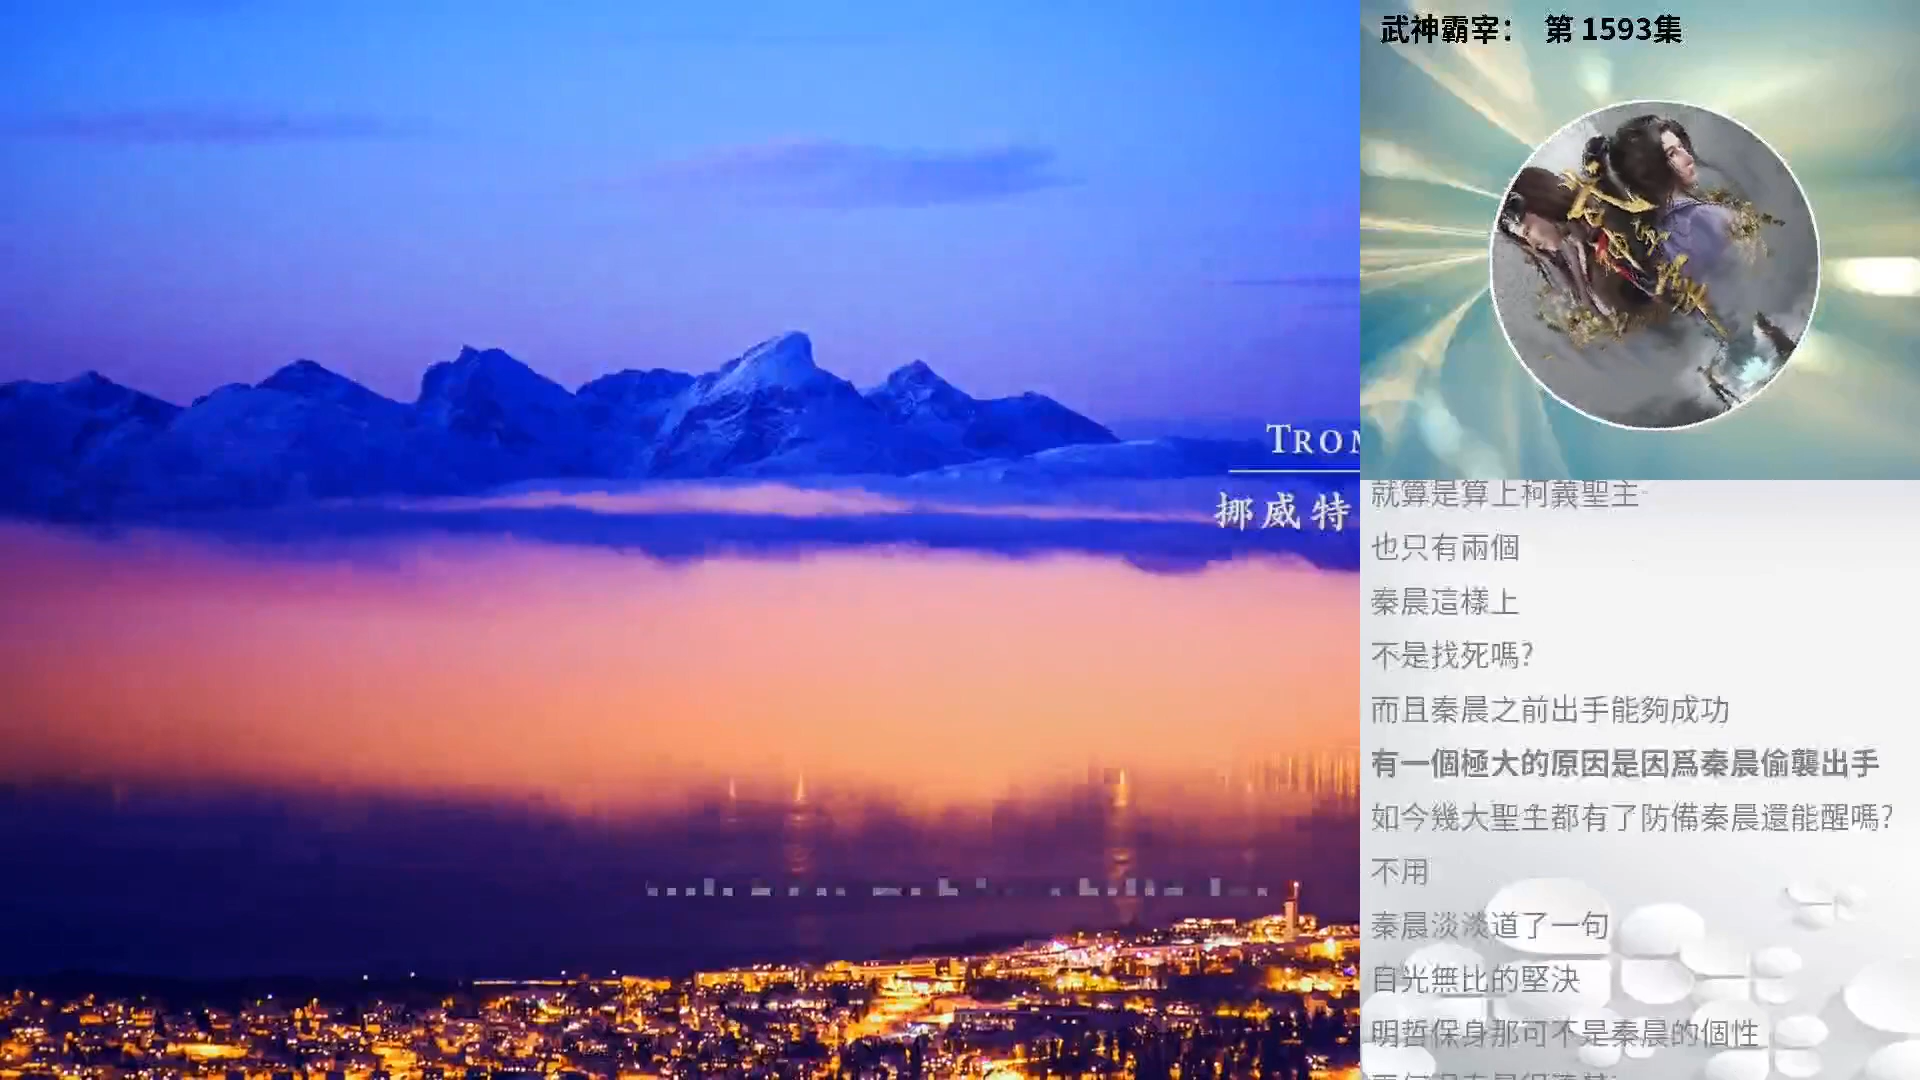 武神霸宰： 第 1593集
TROM
挪威特
就算是算上柯義聖主
也只有兩個
秦晨這樣上
不是找死嗎?
而且秦晨之前出手能夠成功
有一個極大的原因是因爲秦晨偷襲出手
如今幾大聖主都有了防備秦晨還能醒嗎?
不用
秦晨淡淡道了一句
自光無比的堅決
明哲保身那可不是秦晨的個性